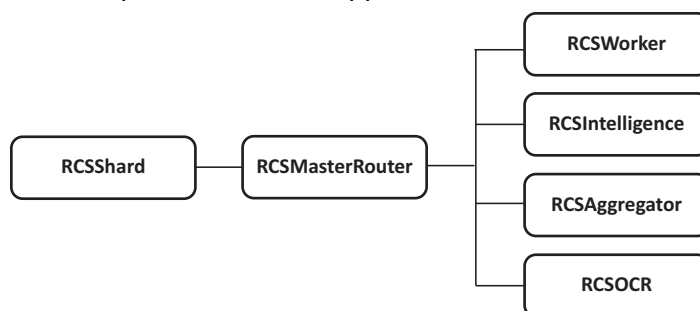 RCSWorker
RCSIntelligence
RCSShard
RCSMasterRouter
RCSAggregator
RCSOCR